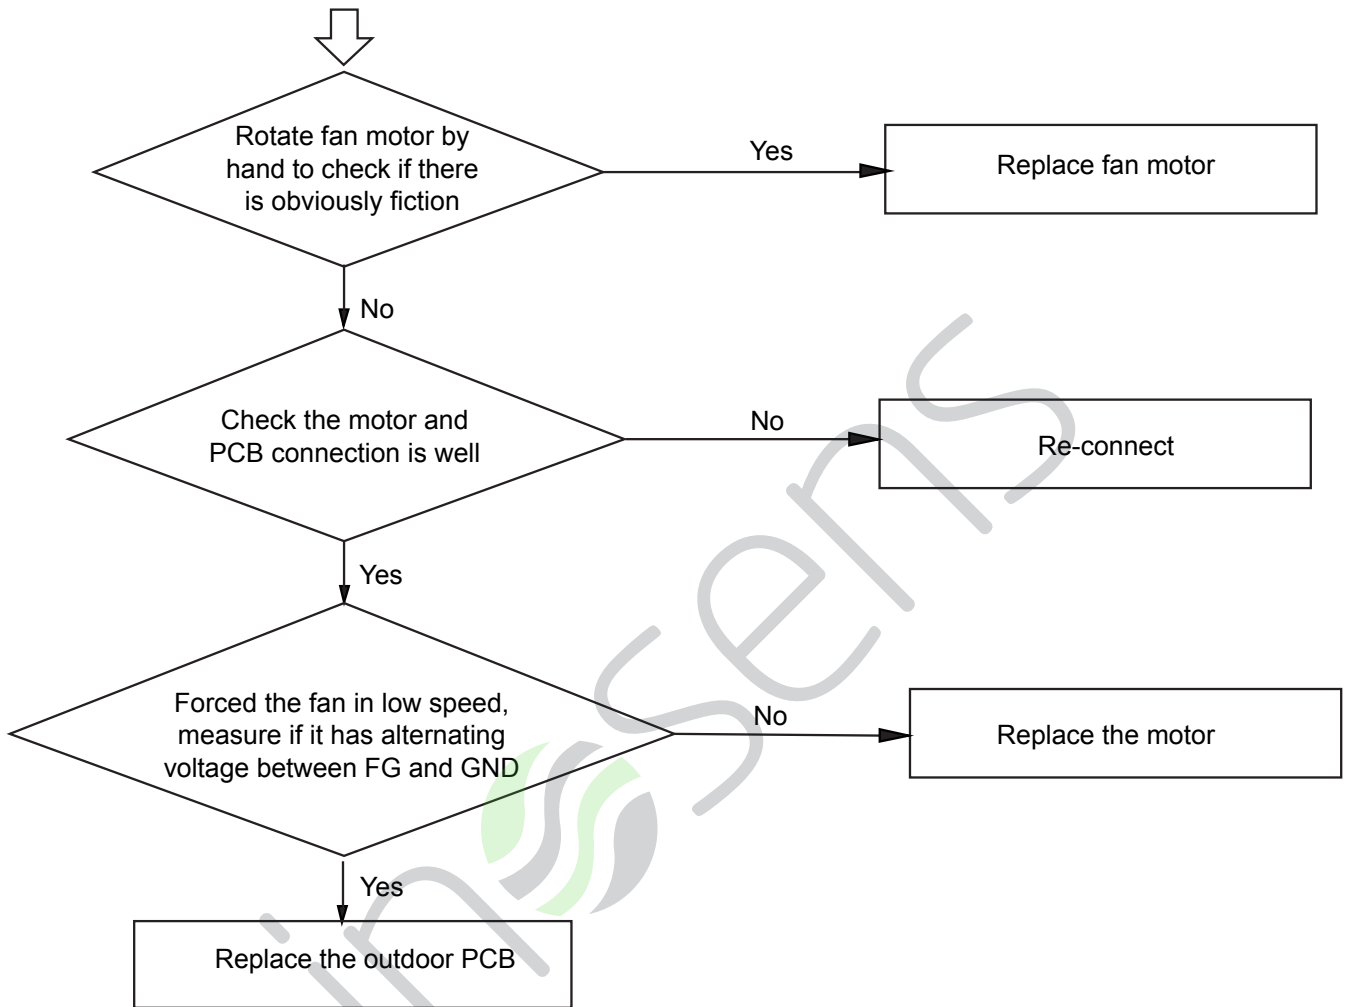 Rotate fan motor by
hand to check if there
is obviously fiction
Yes
Replace fan motor
No
Check the motor and
PCB connection is well
No
Re-connect
Yes
Forced the fan in low speed,
measure if it has alternating
voltage between FG and GND
No
Replace the motor
Yes
Replace the outdoor PCB
inosens